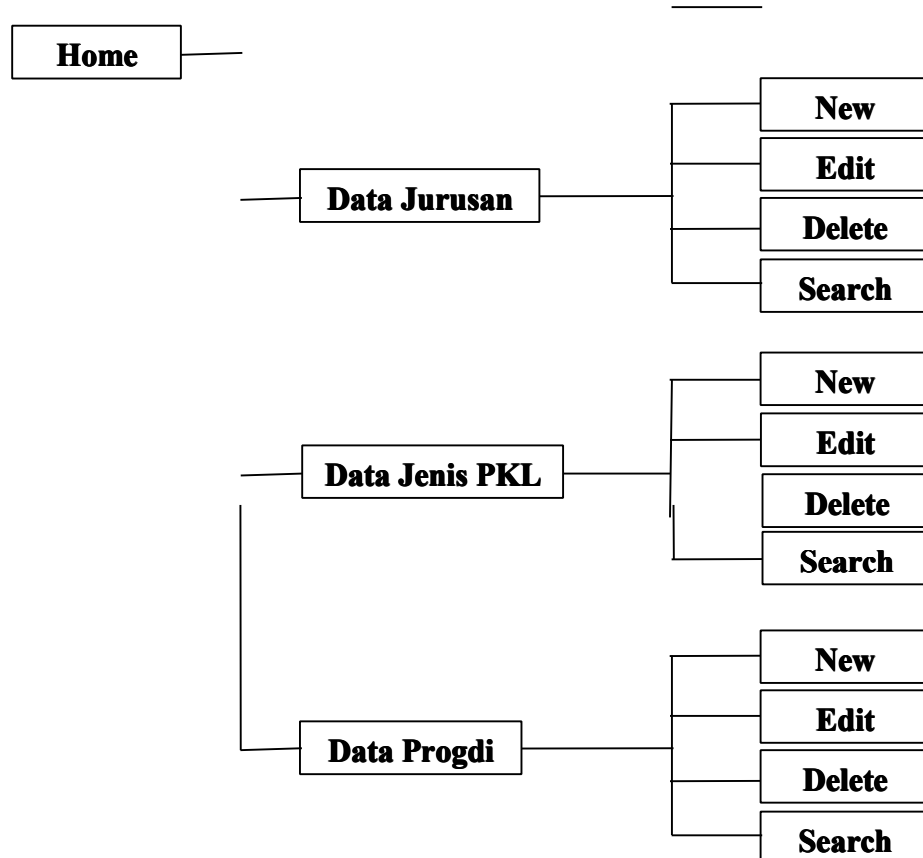 Home
Data Jurusan
New
Edit
Delete
Search
Data Jenis PKL
New
Edit
Delete
Search
Data Progdi
New
Edit
Delete
Search